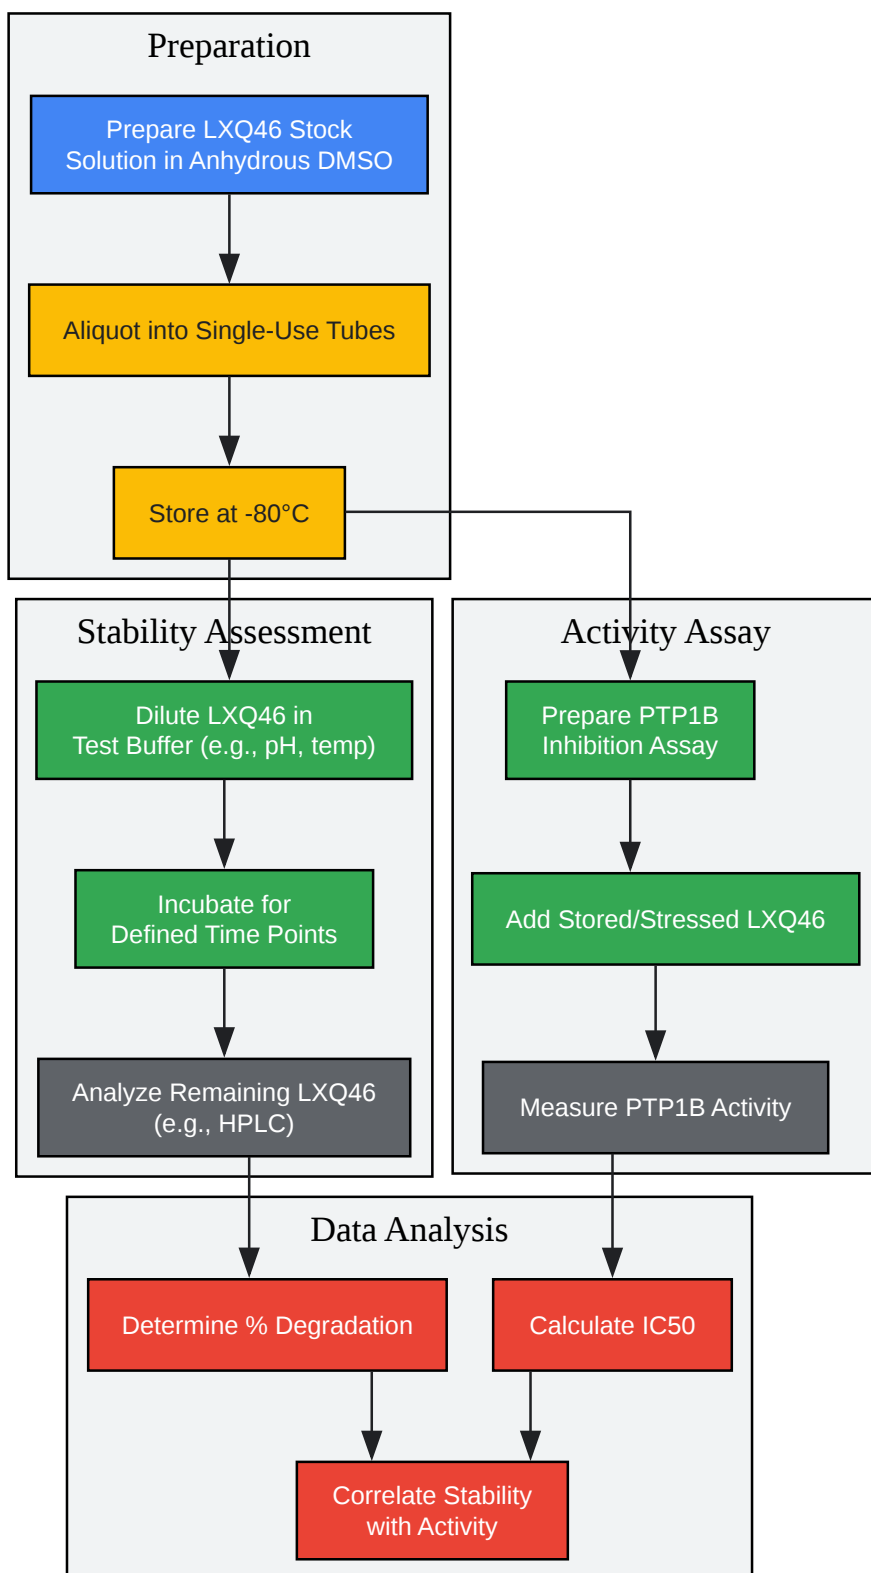 Preparation
Prepare LXQ46 Stock
Solution in Anhydrous DMSO
Aliquot into Single-Use Tubes
Store at -80°C
Stability Assessment
Dilute LXQ46 in
Test Buffer (e.g., pH, temp)
Incubate for
Defined Time Points
Analyze Remaining LXQ46
(e.g., HPLC)
Activity Assay
Prepare PTP1B
Inhibition Assay
Add Stored/Stressed LXQ46
Measure PTP1B Activity
Data Analysis
Determine % Degradation
Calculate IC50
Correlate Stability
with Activity